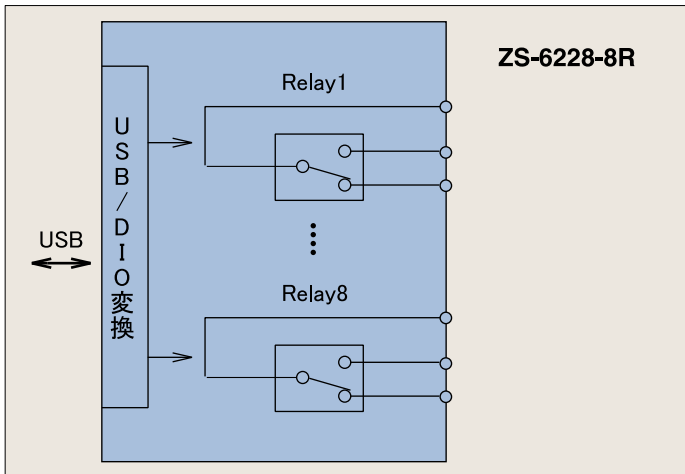 ZS-6228-8R
Relay1
USB/DIO変換
USB
Relay8